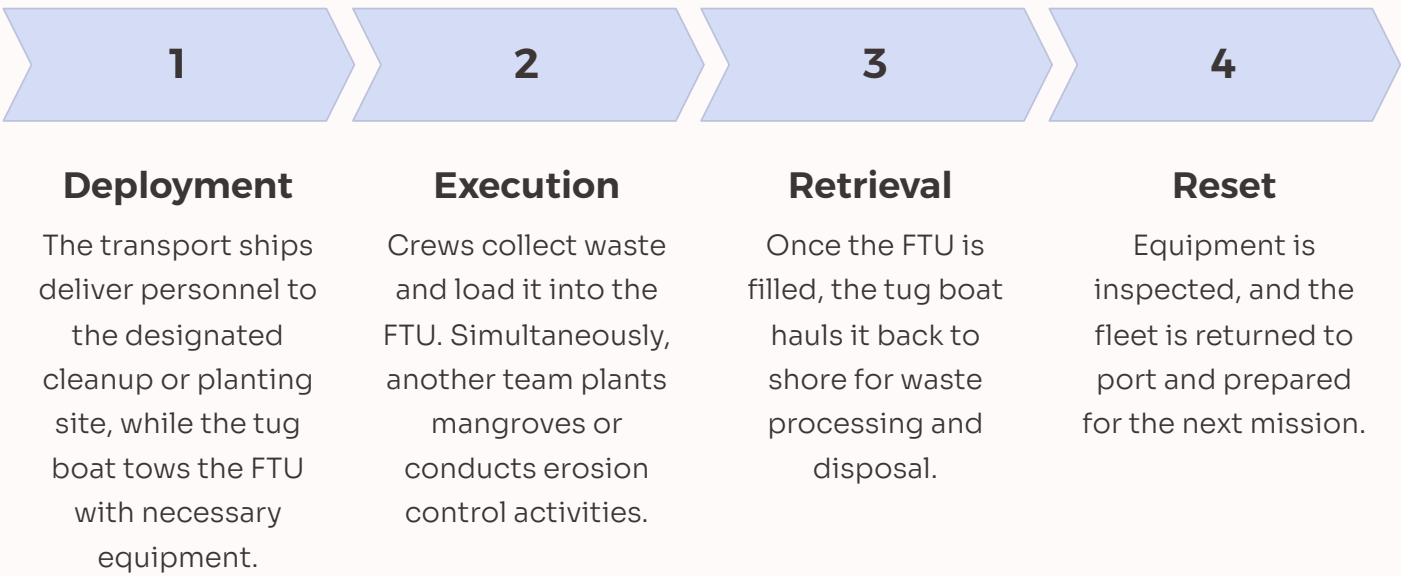 1
2
3
4
Deployment
The transport ships
deliver personnel to
the designated
cleanup or planting
site, while the tug
boat tows the FTU
with necessary
equipment.
Execution
Crews collect waste
and load it into the
FTU. Simultaneously,
another team plants
mangroves or
conducts erosion
control activities.
Retrieval
Once the FTU is
filled, the tug boat
hauls it back to
shore for waste
processing and
disposal.
Reset
Equipment is
inspected, and the
fleet is returned to
port and prepared
for the next mission.